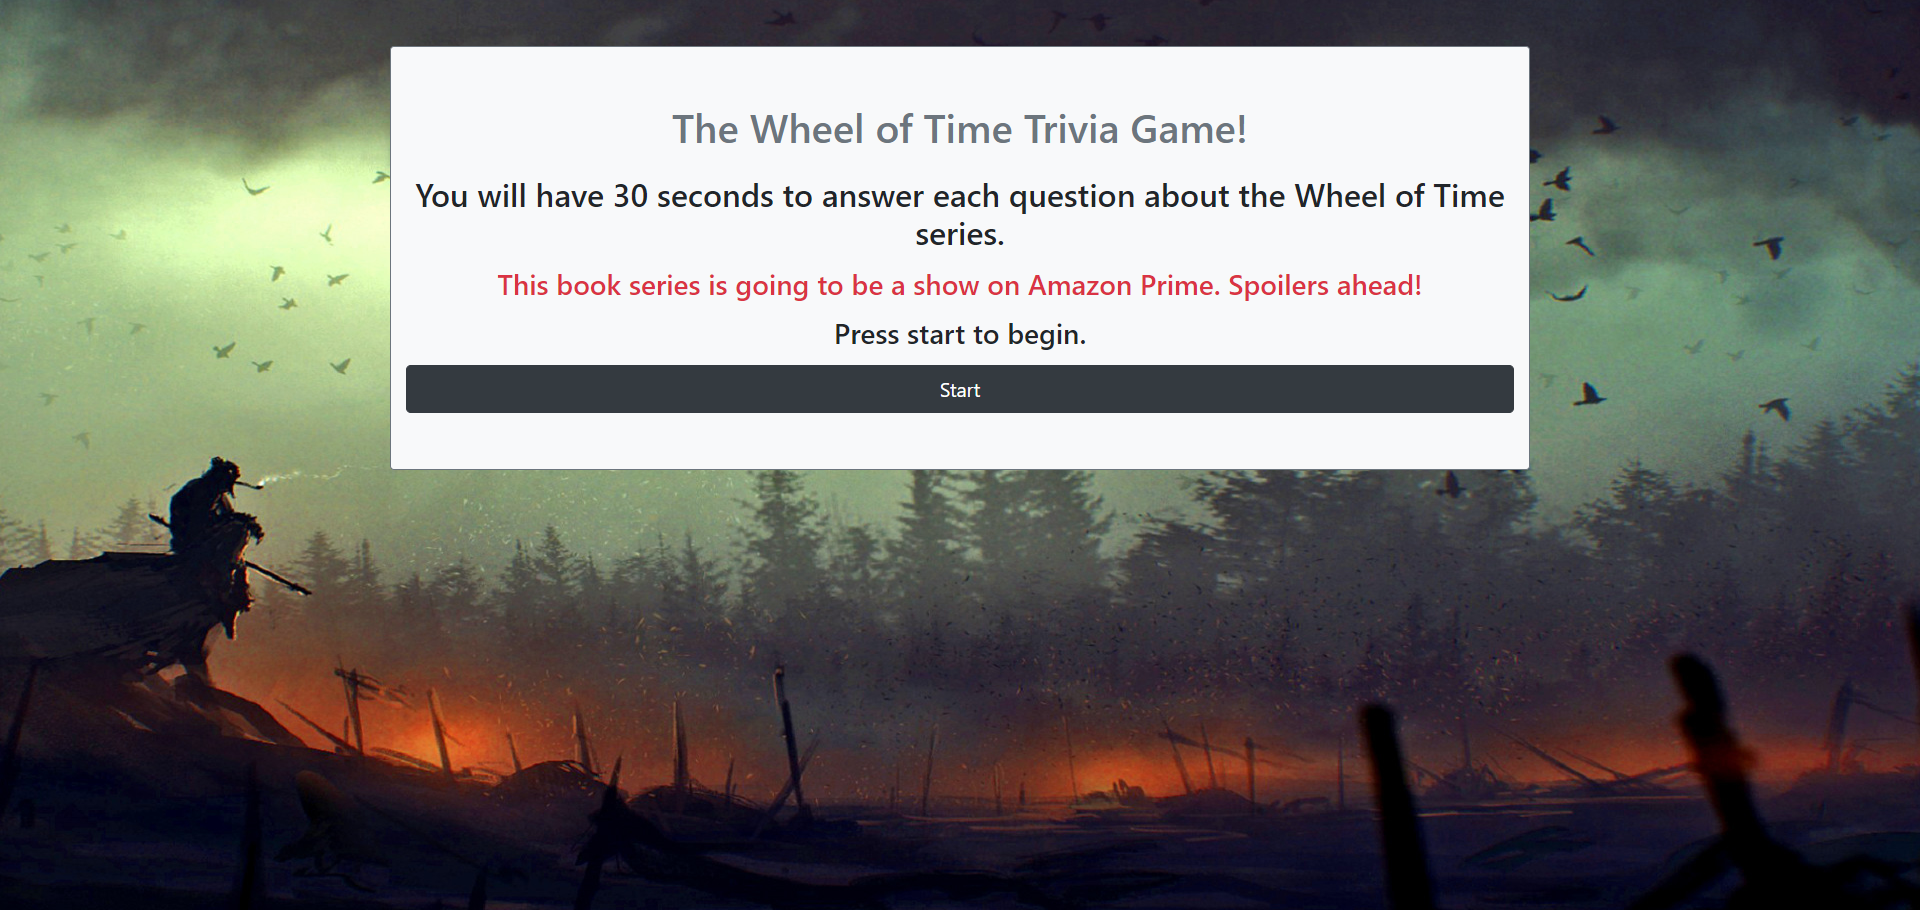 The Wheel of Time Trivia Game!
You will have 30 seconds to answer each question about the Wheel of Time
series.
This book series is going to be a show on Amazon Prime. Spoilers ahead!
Press start to begin.
Start